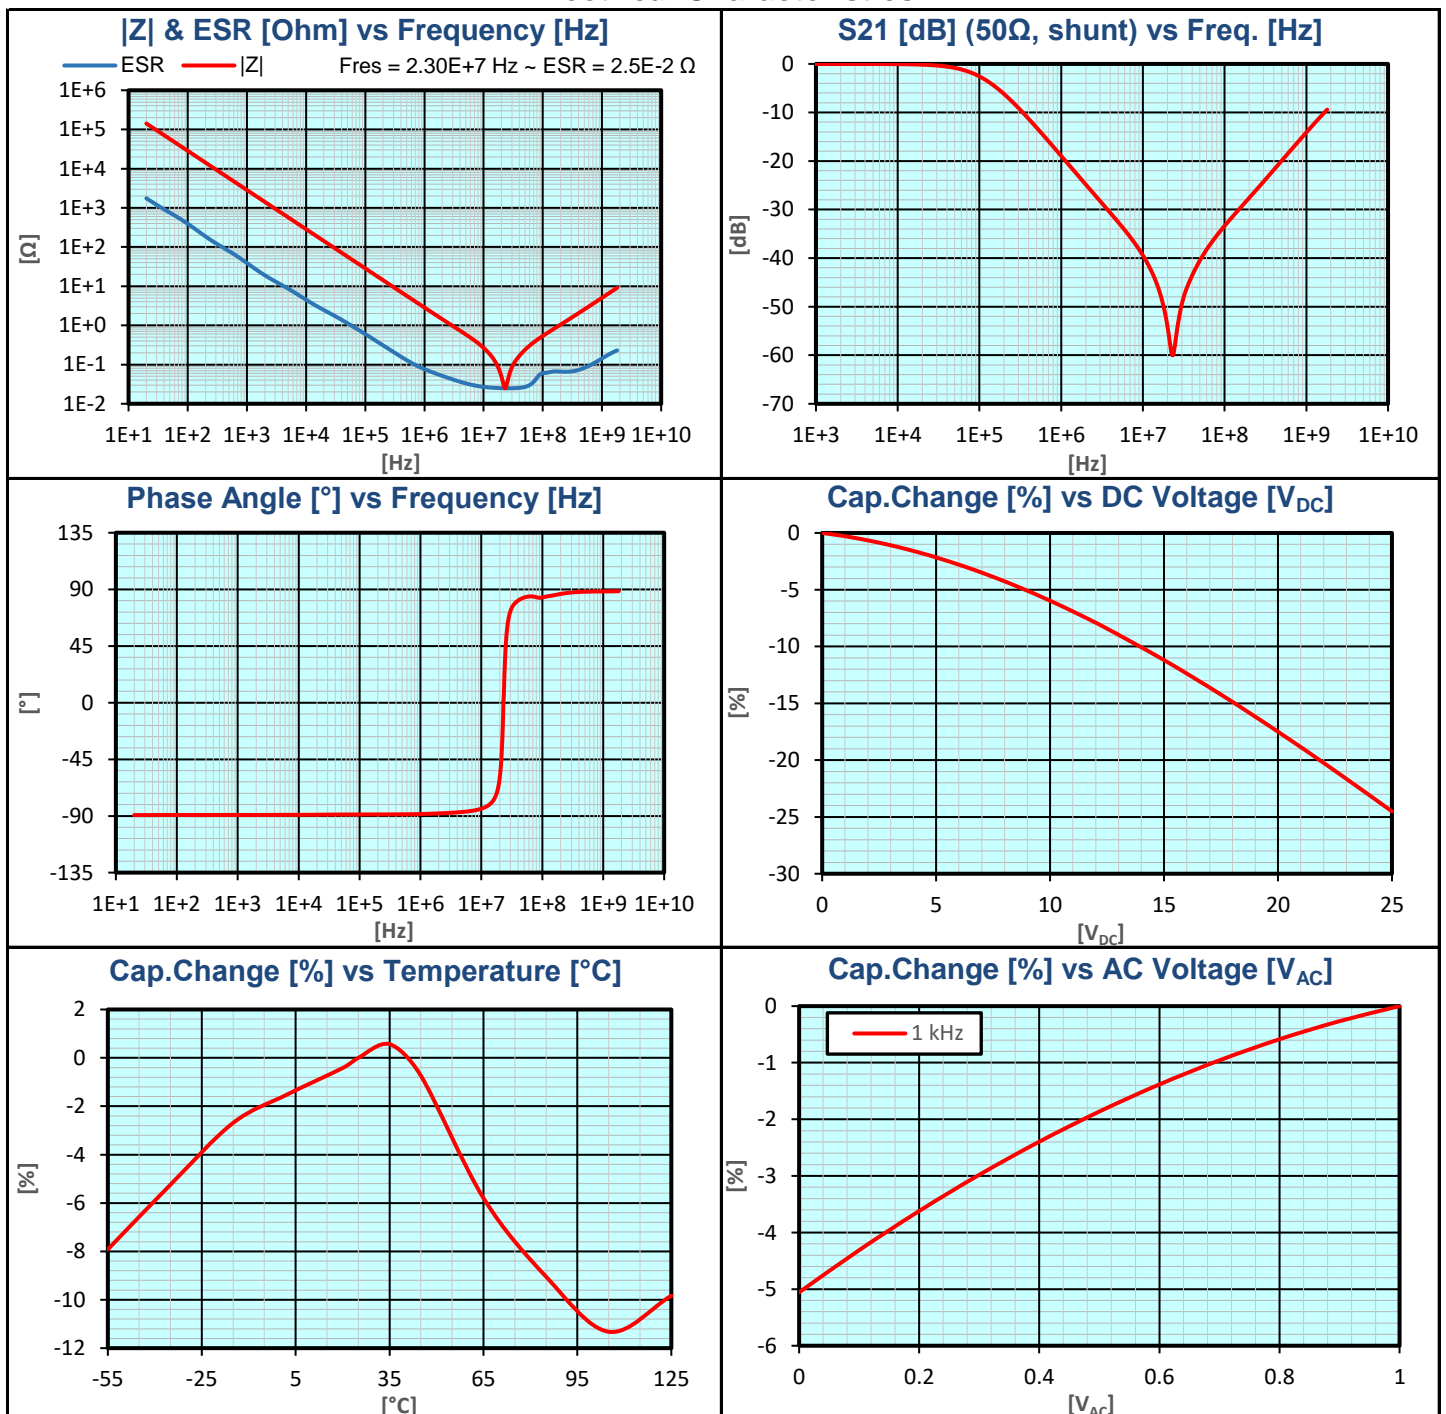 |Z| & ESR [Ohm] vs Frequency [Hz]
ESR |Z| Fres = 2.30E+7 Hz ~ ESR = 2.5E-2 Ω
1E+6
1E+5
1E+4
1E+3
1E+2
1E+1
1E+0
1E-1
1E-2
[Ω]
1E+1 1E+2 1E+3 1E+4 1E+5 1E+6 1E+7 1E+8 1E+9 1E+10
[Hz]
S21 [dB] (50Ω, shunt) vs Freq. [Hz]
0
-10
-20
-30
-40
-50
-60
-70
[dB]
1E+3 1E+4 1E+5 1E+6 1E+7 1E+8 1E+9 1E+10
[Hz]
Phase Angle [°] vs Frequency [Hz]
135
90
45
0
-45
-90
-135
[°]
1E+1 1E+2 1E+3 1E+4 1E+5 1E+6 1E+7 1E+8 1E+9 1E+10
[Hz]
Cap.Change [%] vs DC Voltage [VDC]
0
-5
-10
-15
-20
-25
-30
[%]
0 5 10 15 20 25
[VDC]
Cap.Change [%] vs Temperature [°C]
2
0
-2
-4
-6
-8
-10
-12
[%]
-55 -25 5 35 65 95 125
[°C]
Cap.Change [%] vs AC Voltage [VAC]
1 kHz
0
-1
-2
-3
-4
-5
-6
[%]
0 0.2 0.4 0.6 0.8 1
[VAC]